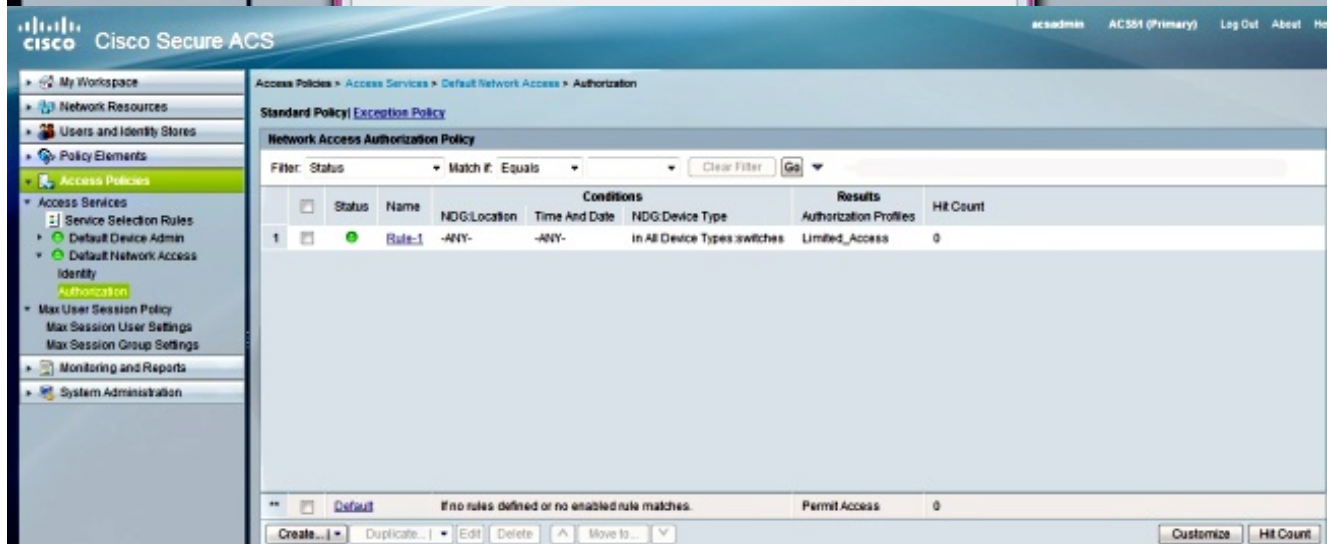 CISCO Cisco Secure ACS
acsadmin ACS51 (Primary) Log Out About He
My Workspace
Network Resources
Users and Identity Stores
Policy Elements
Access Policies
Access Services
Service Selection Rules
Default Device Admin
Default Network Access
Identity
Authorization
Max User Session Policy
Max Session User Settings
Max Session Group Settings
Monitoring and Reports
System Administration
Access Policies > Access Services > Default Network Access > Authorization
Standard Policy| Exception Policy
Network Access Authorization Policy
Filter: Status Match if: Equals Clear Filter Go
Status Name Conditions Results Hit Count
NDG:Location Time And Date NDG:Device Type Authorization Profiles
1 Rule-1 -ANY- -ANY- in All Device Types:switches Limited_Access 0
** Default If no rules defined or no enabled rule matches. Permit Access 0
Create... | Duplicate... | Edit Delete Move to... Customize Hit Count